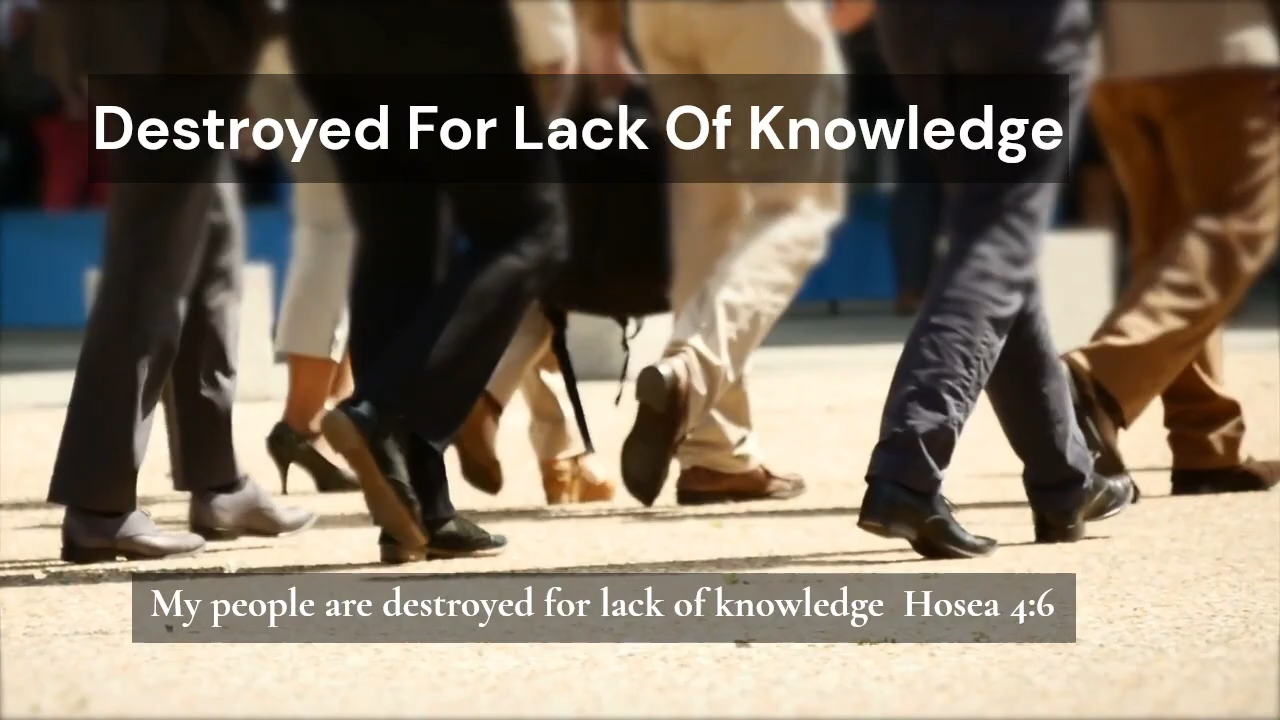 Destroyed For Lack Of Knowledge
My people are destroyed for lack of knowledge  Hosea 4:6